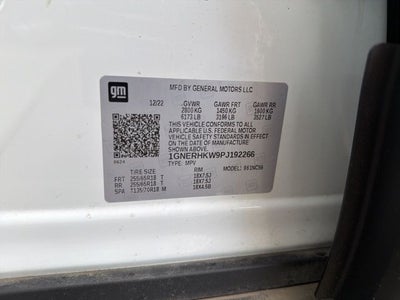 gm
MFD BY GENERAL MOTORS LLC
12/22 GVWR GAWR FRT GAWR RR
2800 KG 1450 KG 1600 KG
6173 LB 3196 LB 3527 LB
THIS VEHICLE CONFORMS TO ALL
APPLICABLE U.S. FEDERAL MOTOR
VEHICLE SAFETY STANDARDS IN EFFECT
ON THE DATE OF MANUFACTURE SHOWN ABOVE.
1GNERHKW9PJ192266
TYPE: MPV MODEL:
TIRE SIZE RIM
FRT 255/65R18 T 18X7.5J
RR 255/65R18 T 18X7.5J
SPA T135/70R18 M 18X4.5B